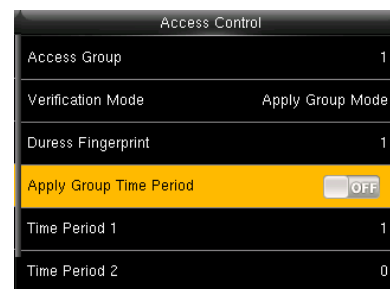 Access Control
Access Group 1
Verification Mode Apply Group Mode
Duress Fingerprint 1
Apply Group Time Period OFF
Time Period 1 1
Time Period 2 0